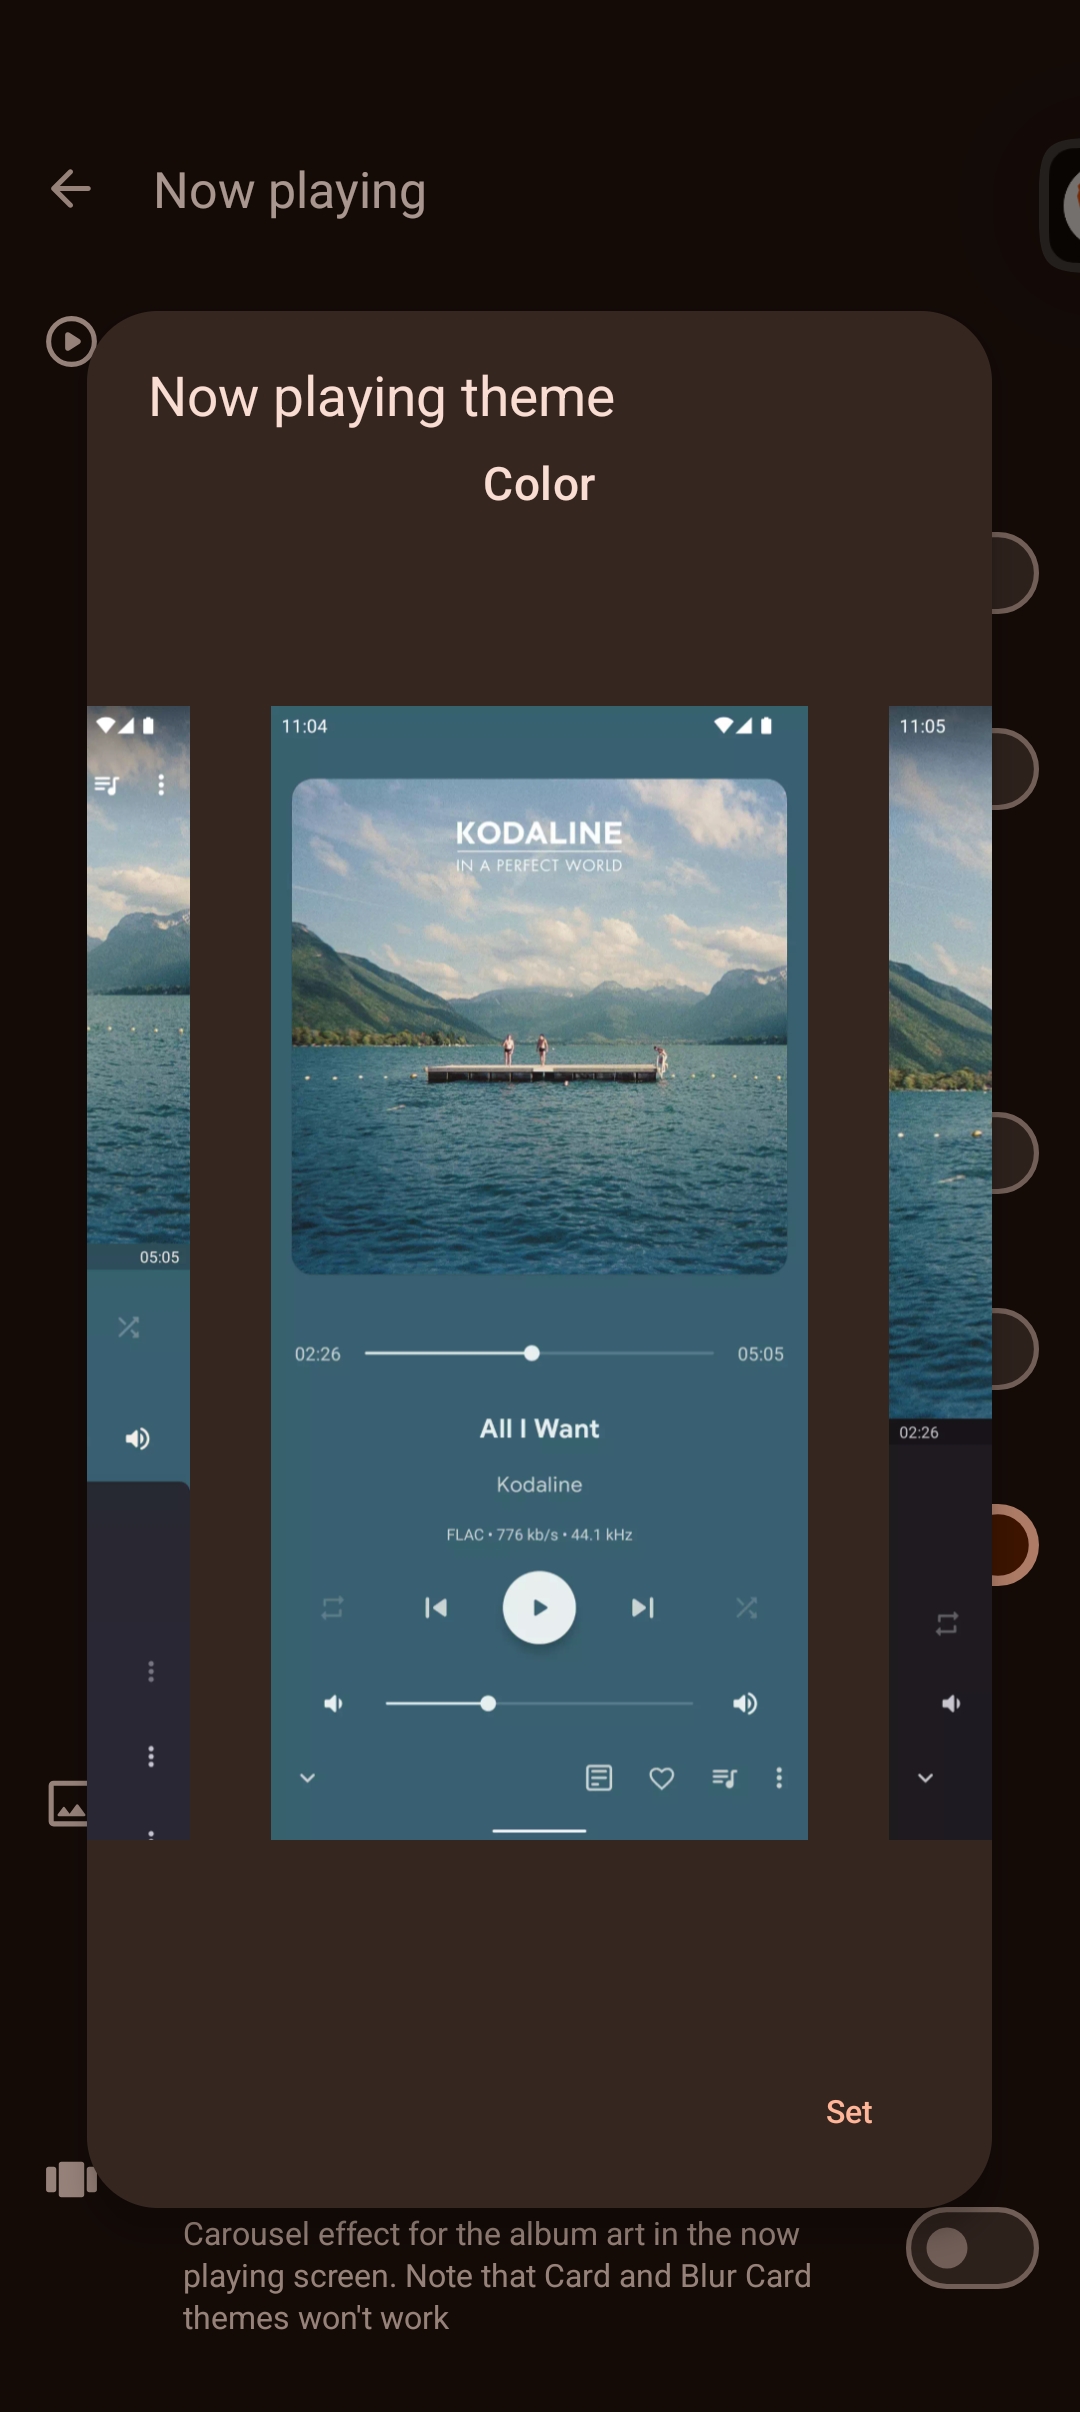 Now playing
Now playing theme
Color
11:04
11:05
KODALINE
IN A PERFECT WORLD
05:05
02:26
05:05
02:26
All I Want
Kodaline
FLAC • 776 kb/s • 44.1 kHz
Set
Carousel effect for the album art in the now
playing screen. Note that Card and Blur Card
themes won't work